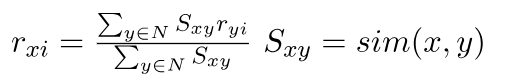 r_{xi} = \frac{\sum_{y \in N} S_{xy} r_{yi}}{\sum_{y \in N} S_{xy}} S_{xy} = sim(x, y)